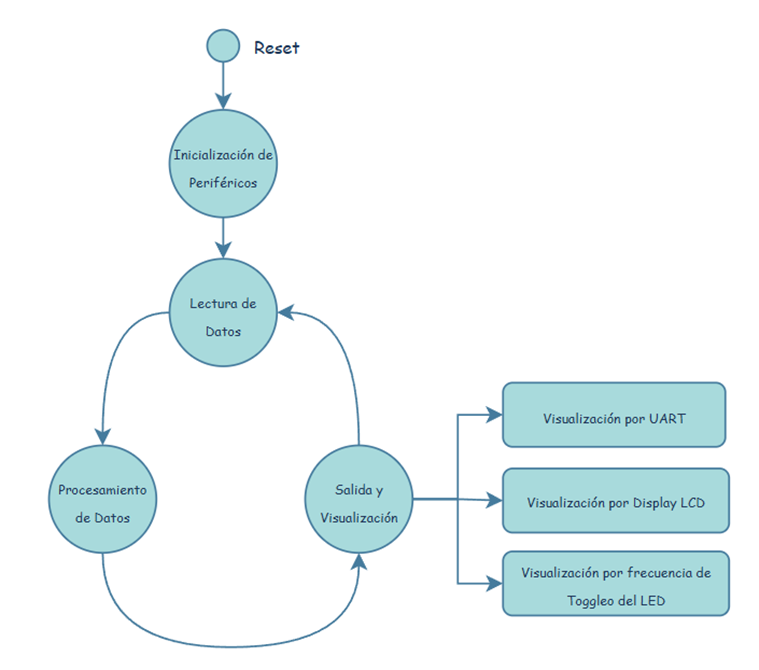 Reset
Inicialización de
Periféricos
Lectura de
Datos
Procesamiento
de Datos
Salida y
Visualización
Visualización por UART
Visualización por Display LCD
Visualización por frecuencia de
Toggleo del LED